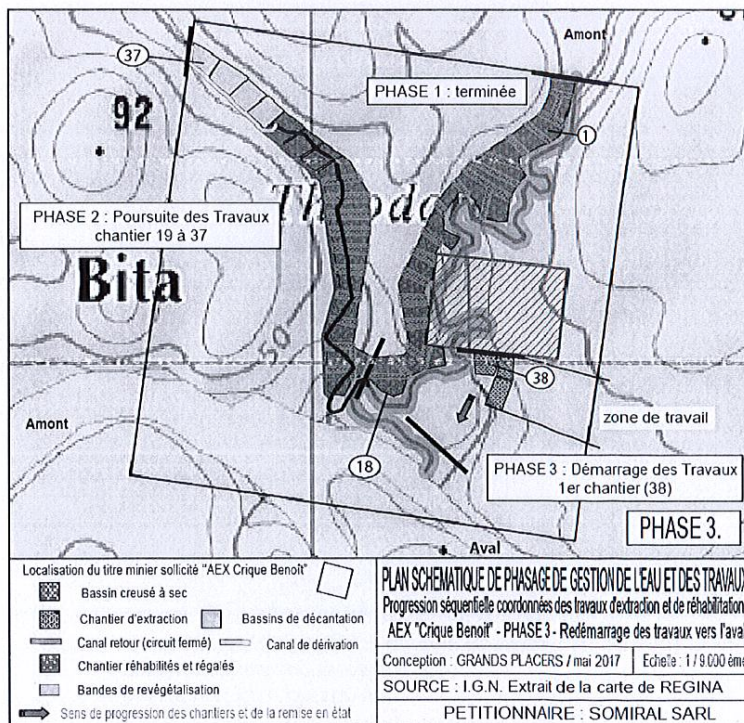 Amont
37
PHASE 1 : terminée
92
1
PHASE 2 : Poursuite des Travaux
chantier 19 à 37
Bita
50
38
zone de travail
Amont
18
PHASE 3 : Démarrage des Travaux
1er chantier (38)
PHASE 3.
Aval
Localisation du titre minier sollicité "AEX Crique Benoît"
Bassin creusé à sec
Chantier d'extraction
Bassins de décantation
Canal retour (circuit fermé)
Canal de dérivation
Chantier réhabilités et régalés
Bandes de revégétalisation
Sens de progression des chantiers et de la remise en état
PLAN SCHEMATIQUE DE PHASAGE DE GESTION DE L'EAU ET DES TRAVAUX
Progression séquentielle coordonnées des travaux d'extraction et de réhabilitation
AEX "Crique Benoit" - PHASE 3 - Redémarrage des travaux vers l'aval
Conception : GRANDS PLACERS / mai 2017
Echelle : 1 / 9 000 ème
SOURCE : I.G.N. Extrait de la carte de REGINA
PETITIONNAIRE : SOMIRAL SARL